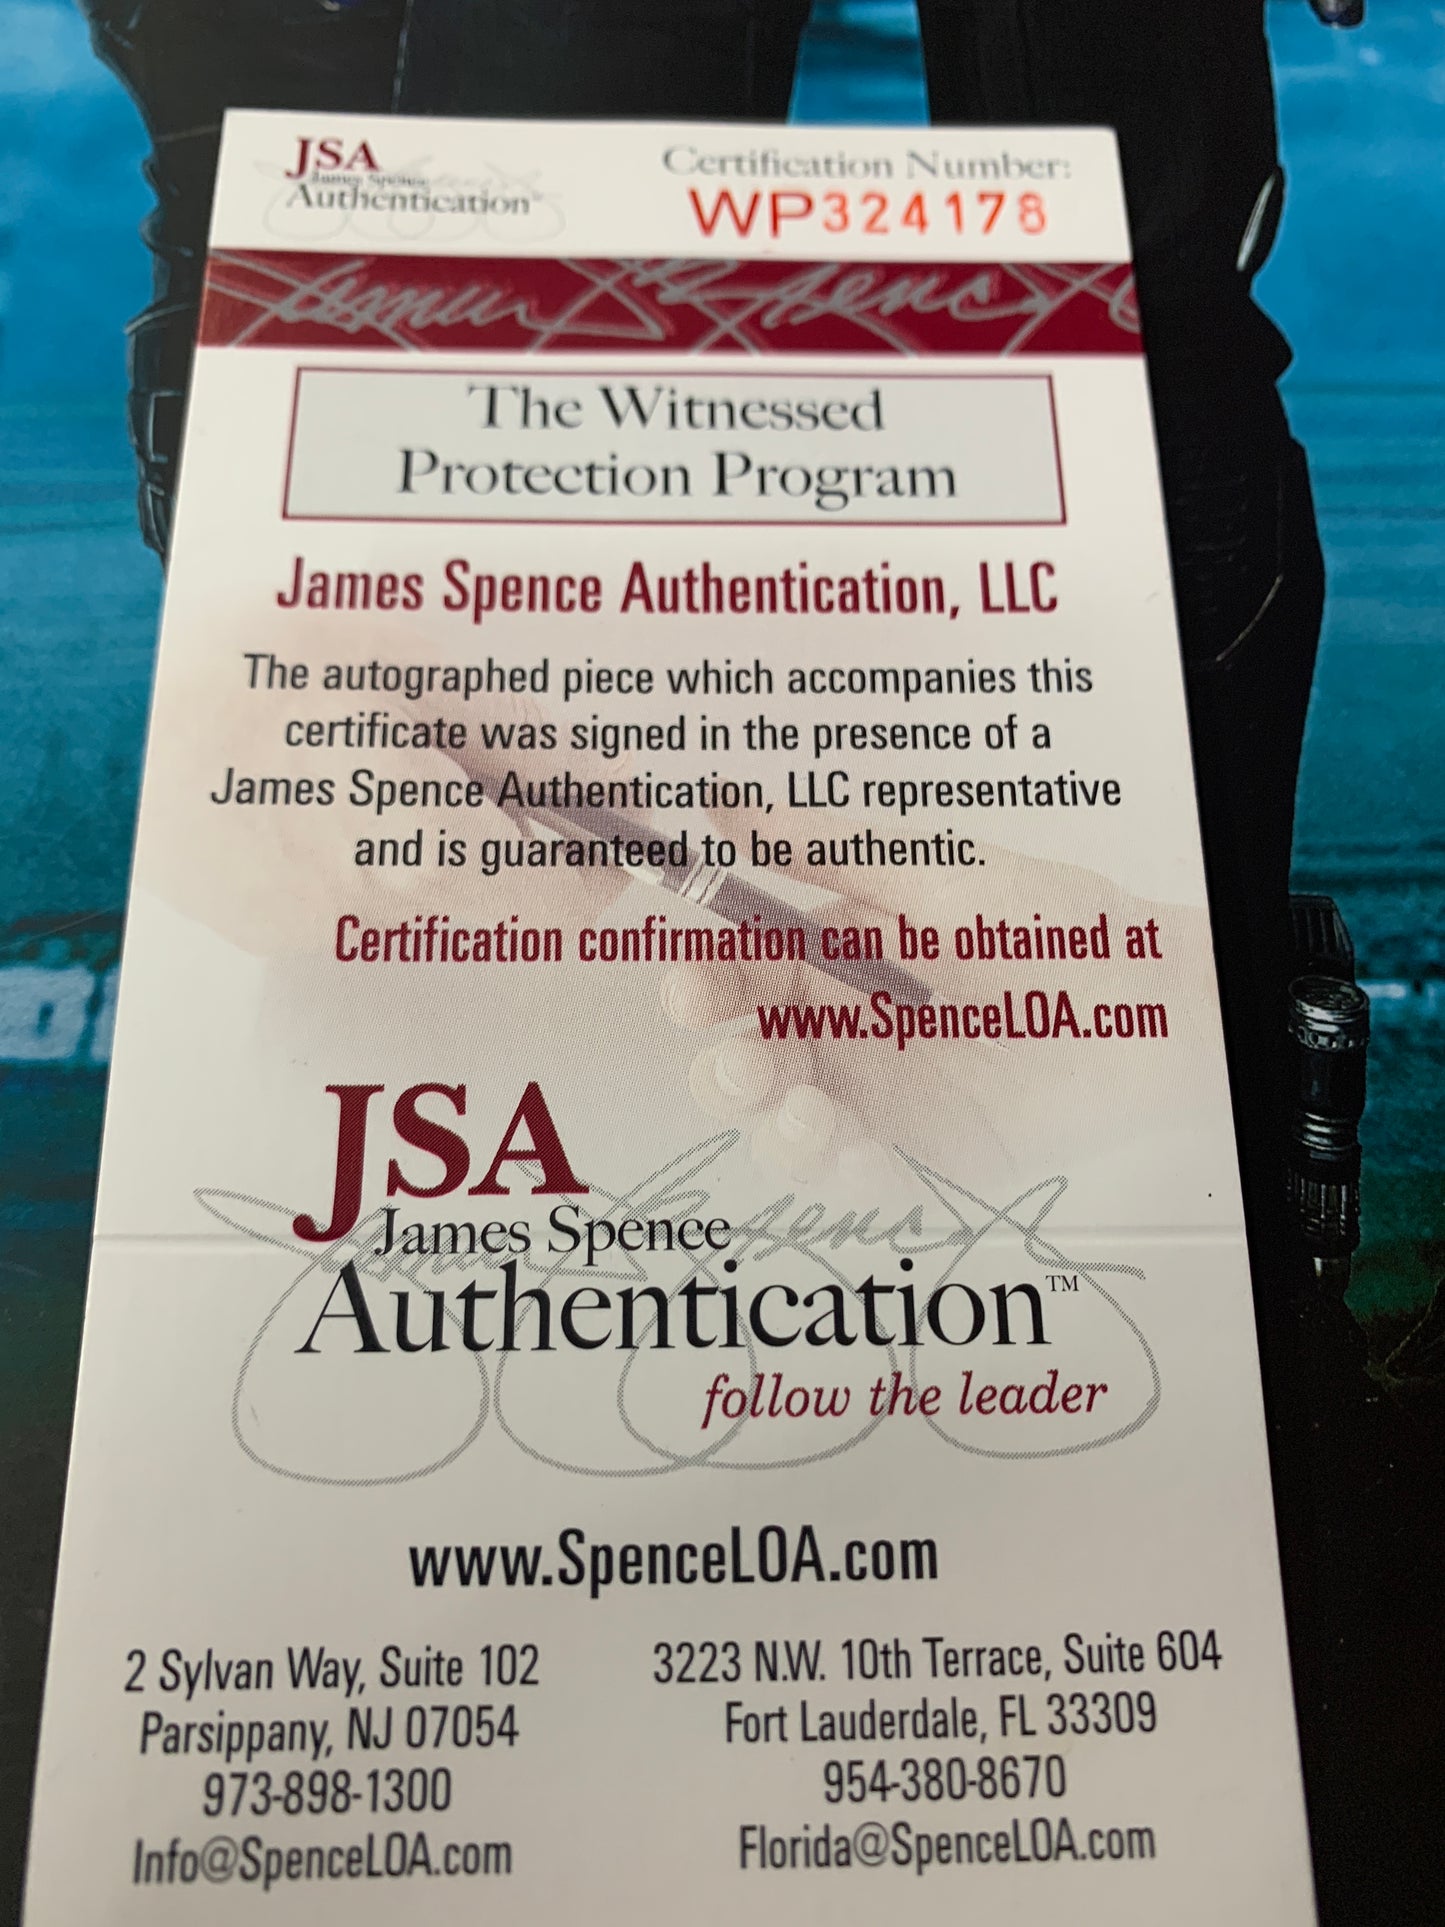 JSA
James Spence
Authentication
Certification Number:
WP324178
The Witnessed
Protection Program
James Spence Authentication, LLC
The autographed piece which accompanies this
certificate was signed in the presence of a
James Spence Authentication, LLC representative
and is guaranteed to be authentic.
Certification confirmation can be obtained at
www.SpenceLOA.com
JSA
James Spence
Authentication™
follow the leader
www.SpenceLOA.com
2 Sylvan Way, Suite 102
Parsippany, NJ 07054
973-898-1300
Info@SpenceLOA.com
3223 N.W. 10th Terrace, Suite 604
Fort Lauderdale, FL 33309
954-380-8670
Florida@SpenceLOA.com